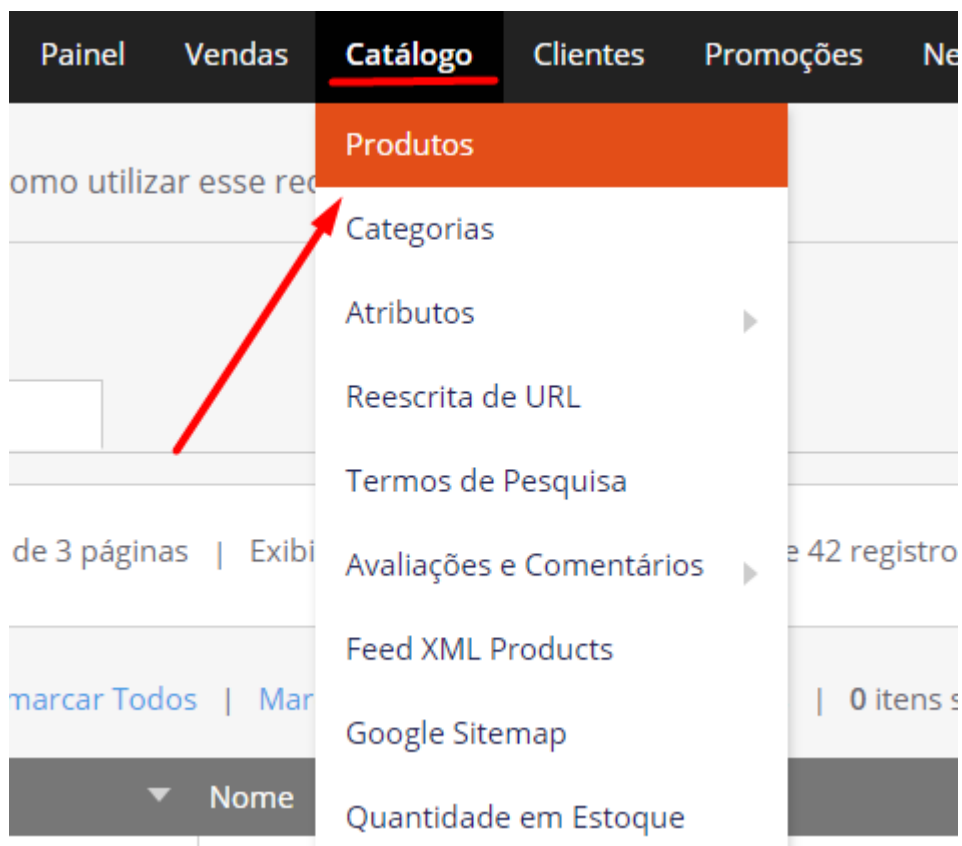 Painel Vendas Catálogo Clientes Promoções Ne
Produtos
omo utilizar esse rec
Categorias
Atributos
Reescrita de URL
Termos de Pesquisa
de 3 páginas | Exibi
Avaliações e Comentários
e 42 registro
Feed XML Products
marcar Todos | Mar
| 0 itens s
Google Sitemap
Nome
Quantidade em Estoque